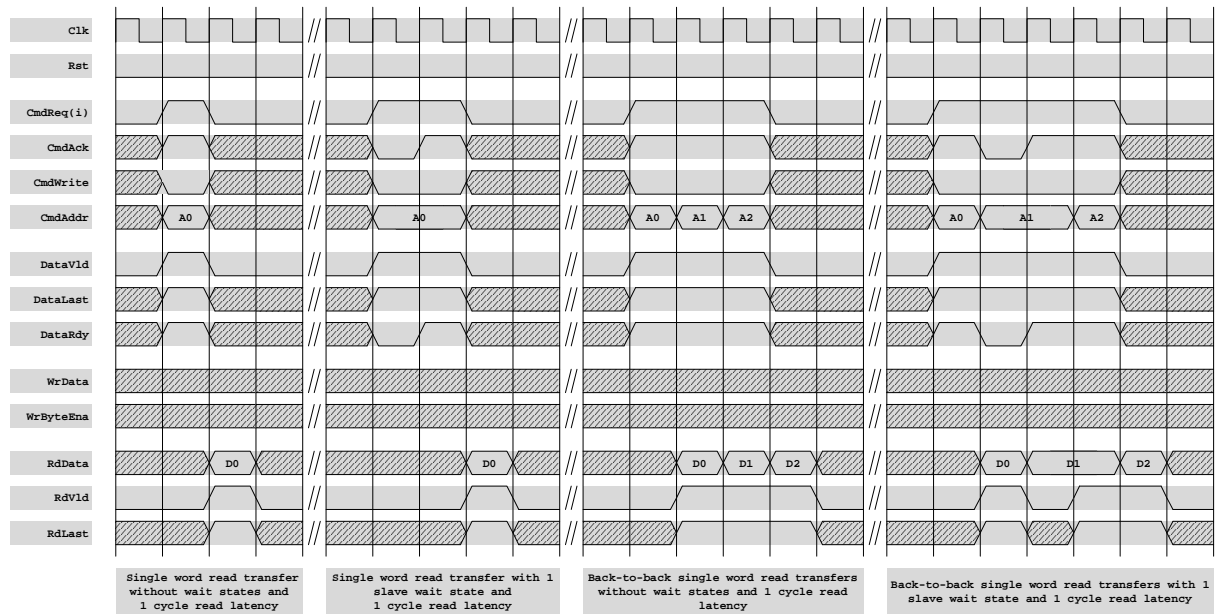 Clk
Rst
CmdReq(i)
CmdAck
CmdWrite
CmdAddr
A0
A0
A0 A1 A2
A0 A1 A2
DataVld
DataLast
DataRdy
WrData
WrByteEna
RdData
D0
D0
D0 D1 D2
D0 D1 D2
RdVld
RdLast
Single word read transfer
without wait states and
1 cycle read latency
Single word read transfer with 1
slave wait state and
1 cycle read latency
Back-to-back single word read transfers
without wait states and 1 cycle read
latency
Back-to-back single word read transfers with 1
slave wait state and 1 cycle read latency